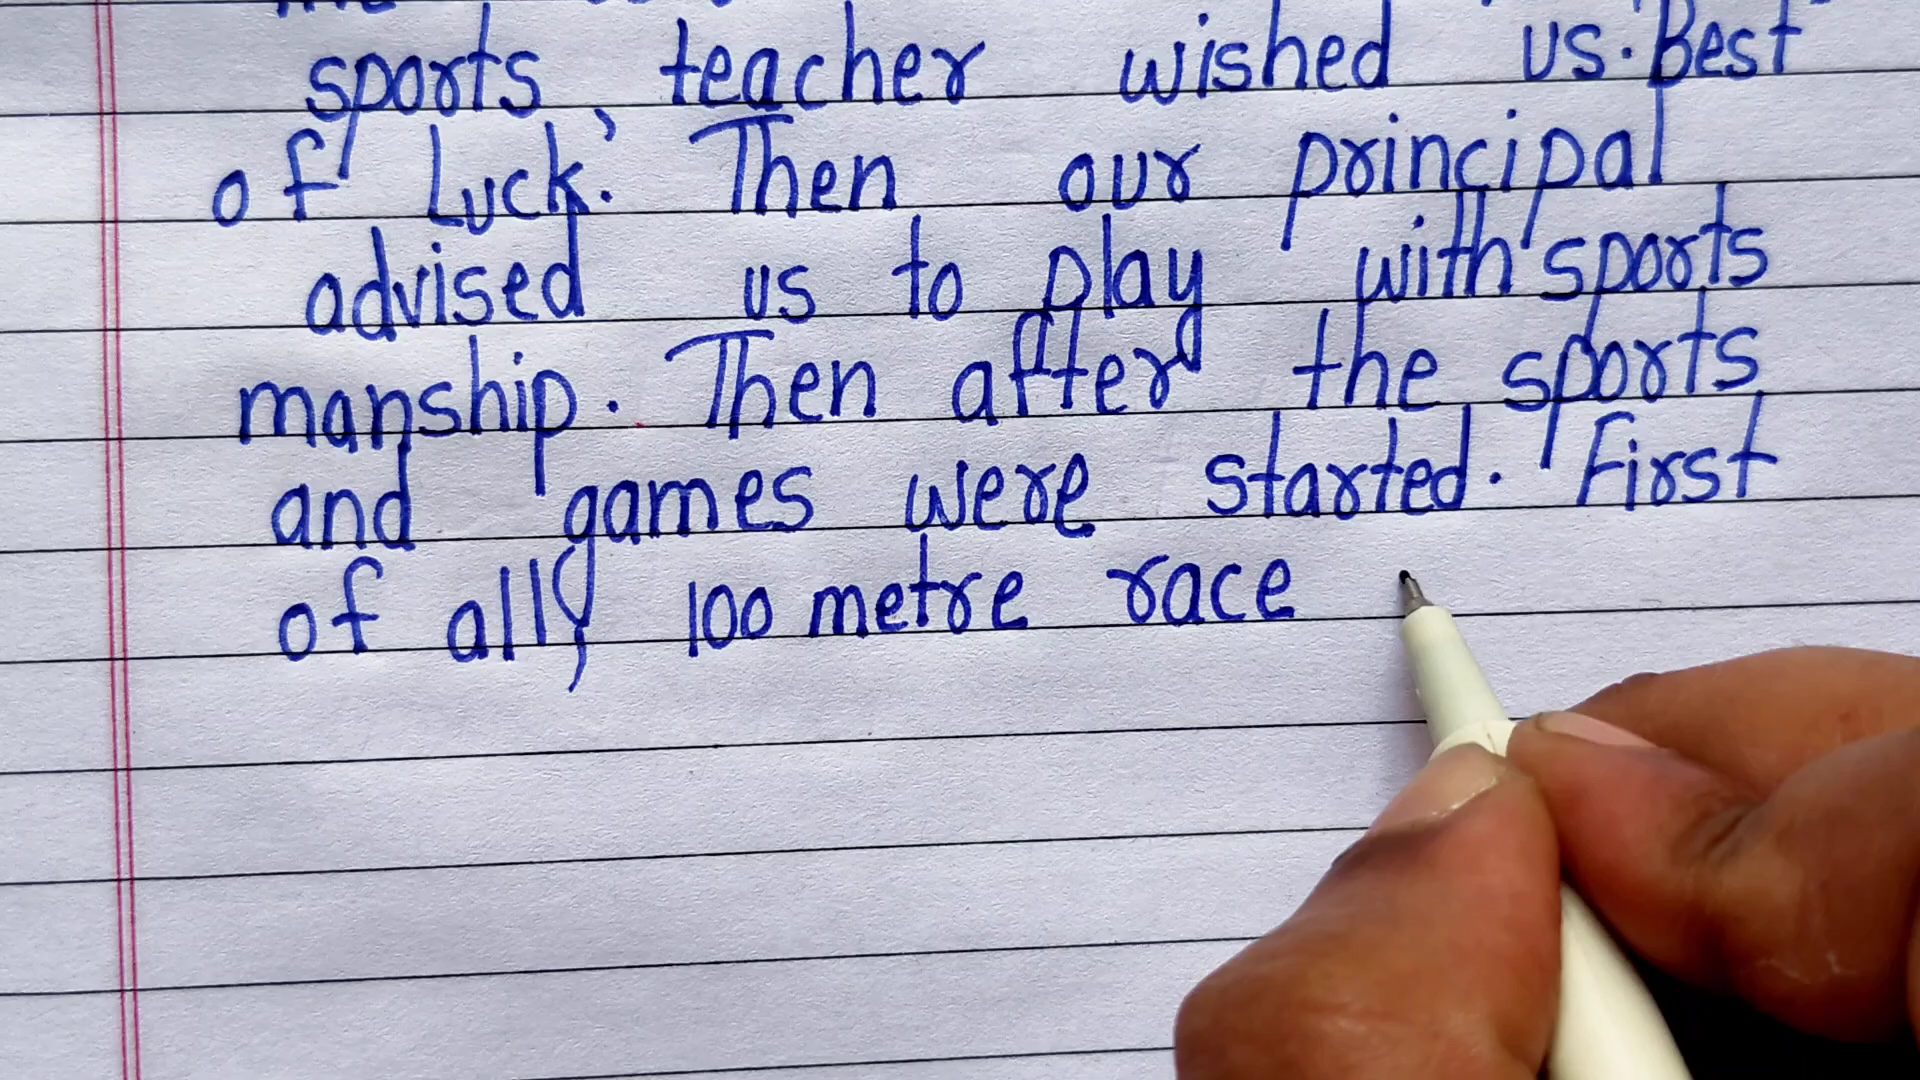 sports teacher wished us. 'Best
of Luck.' Then our principal
advised us to play with sports
manship. Then after the sports
and games were started. First
of all, 100 metre race